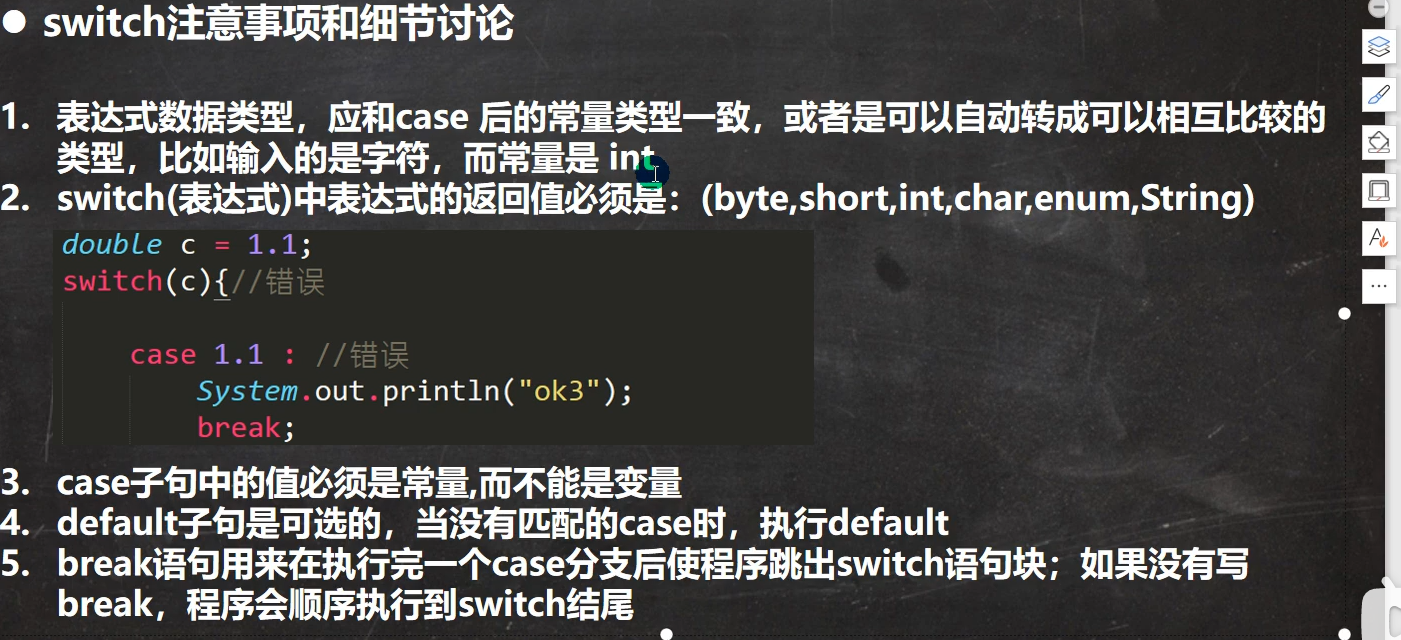 ● switch注意事项和细节讨论
1. 表达式数据类型，应和case 后的常量类型一致，或者是可以自动转成可以相互比较的
类型，比如输入的是字符，而常量是 int
2. switch(表达式)中表达式的返回值必须是：(byte,short,int,char,enum,String)
double c = 1.1;
switch(c){//错误
case 1.1 : //错误
System.out.println("ok3");
break;
3. case子句中的值必须是常量,而不能是变量
4. default子句是可选的，当没有匹配的case时，执行default
5. break语句用来在执行完一个case分支后使程序跳出switch语句块；如果没有写
break，程序会顺序执行到switch结尾